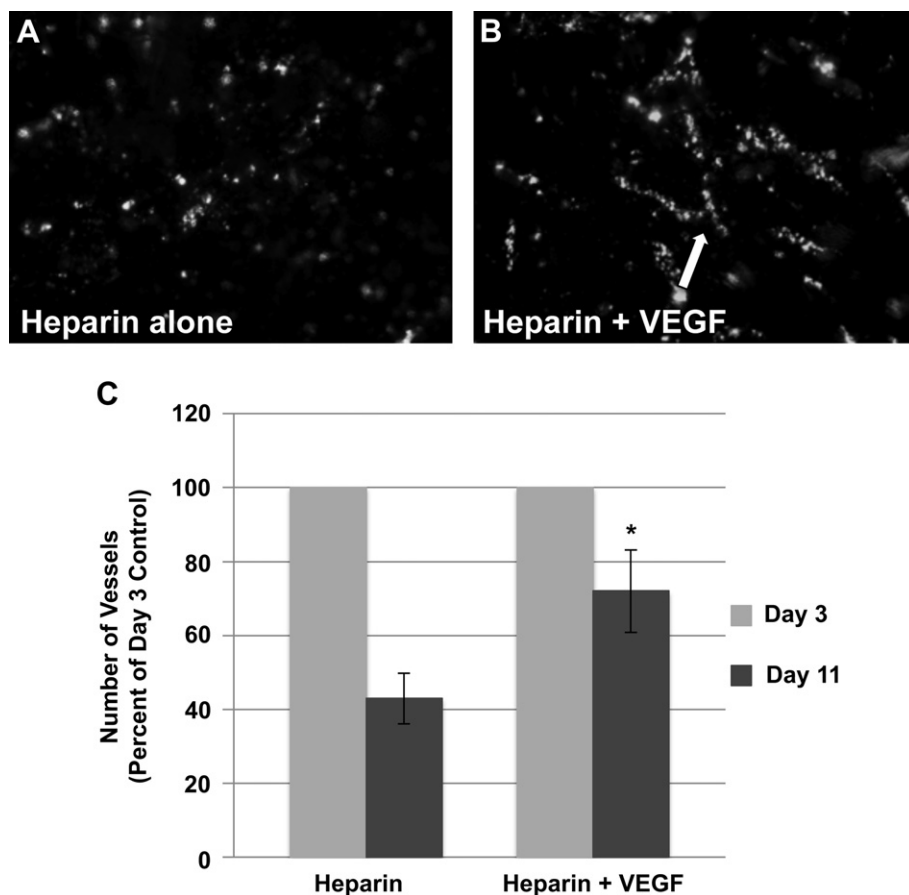 A
Heparin alone
B
Heparin + VEGF
C
Number of Vessels
(Percent of Day 3 Control)
120
100
80
60
40
20
0
*
Heparin
Heparin + VEGF
Day 3
Day 11